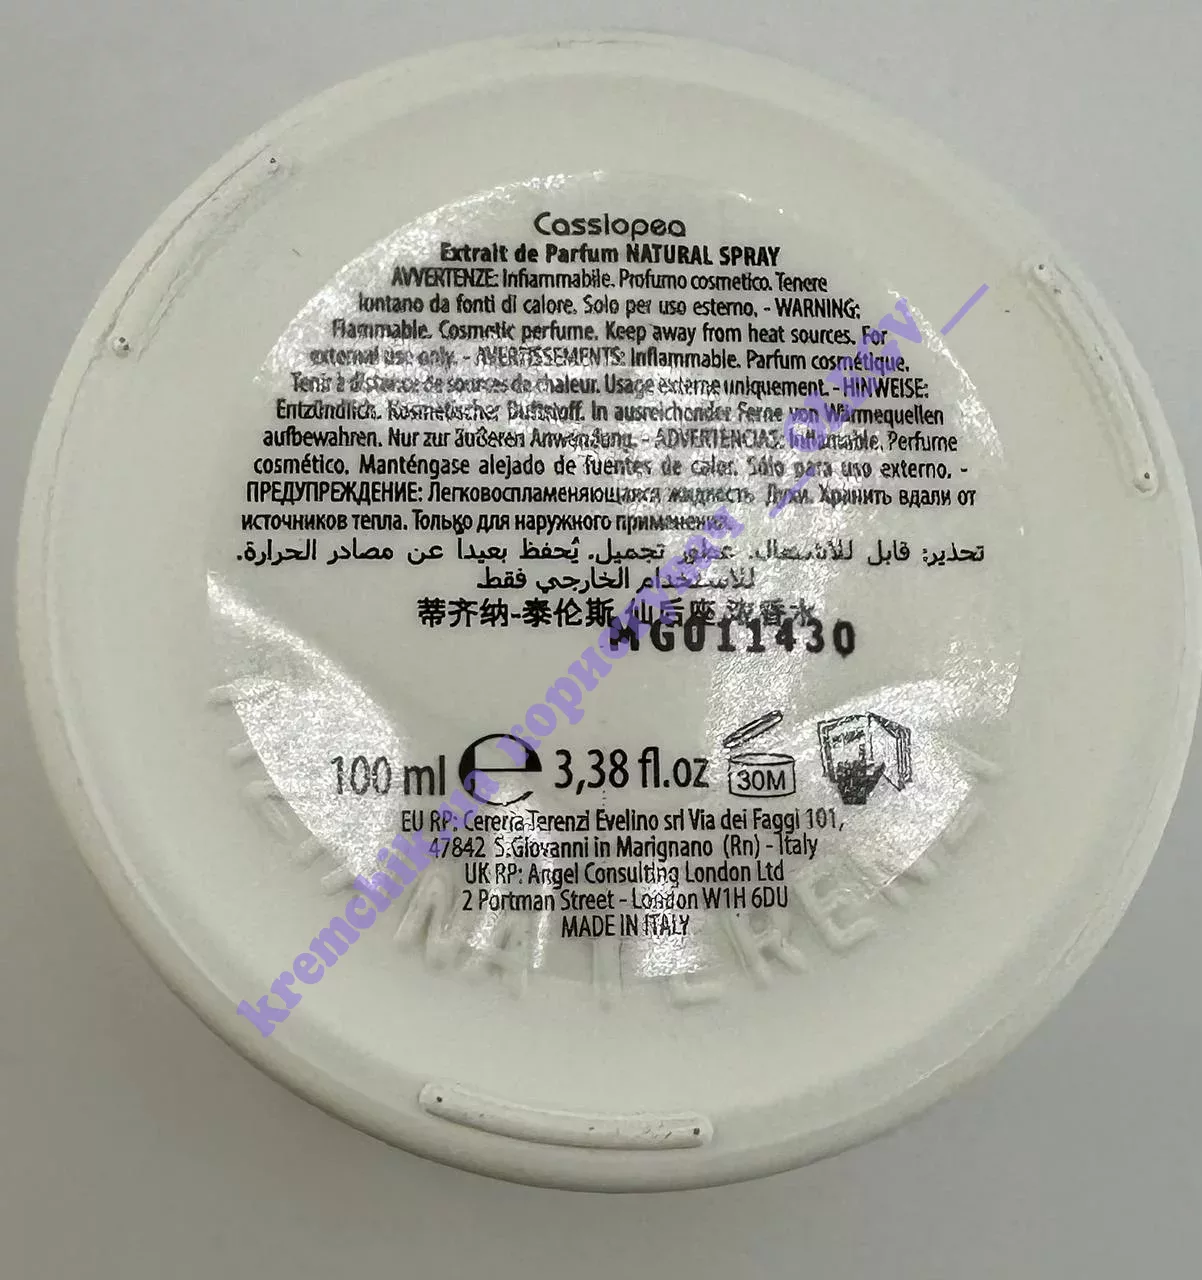 Cassiopea
Extrait de Parfum NATURAL SPRAY
AVVERTENZE: Infiammabile. Profumo cosmetico. Tenere
lontano da fonti di calore. Solo per uso esterno. - WARNING:
Flammable. Cosmetic perfume. Keep away from heat sources. For
external use only. - AVERTISSEMENTS: Inflammable. Parfum cosmétique.
Tenir à distance de sources de chaleur. Usage externe uniquement. - HINWEISE:
Entzündlich. Kosmetischer Duftstoff. In ausreichender Ferne von Wärmequellen
aufbewahren. Nur zur äußeren Anwendung. - ADVERTENCIAS: Inflamable. Perfume
cosmético. Manténgase alejado de fuentes de calor. Sólo para uso externo. -
ПРЕДУПРЕЖДЕНИЕ: Легковоспламеняющаяся жидкость. Духи. Хранить вдали от
источников тепла. Только для наружного применения.
تحذير: قابل للاشتعال. عطور تجميل. يُحفظ بعيداً عن مصادر الحرارة.
للاستخدام الخارجي فقط
蒂齐纳-泰伦斯 仙后座 浓香水
MG011430
100 ml e 3,38 fl.oz 30M
EU RP: Cereria Terenzi Evelino srl Via dei Faggi 101,
47842 S.Giovanni in Marignano (Rn) - Italy
UK RP: Angel Consulting London Ltd
2 Portman Street - London W1H 6DU
MADE IN ITALY
TIZIANA TERENZI
kremchik.ua